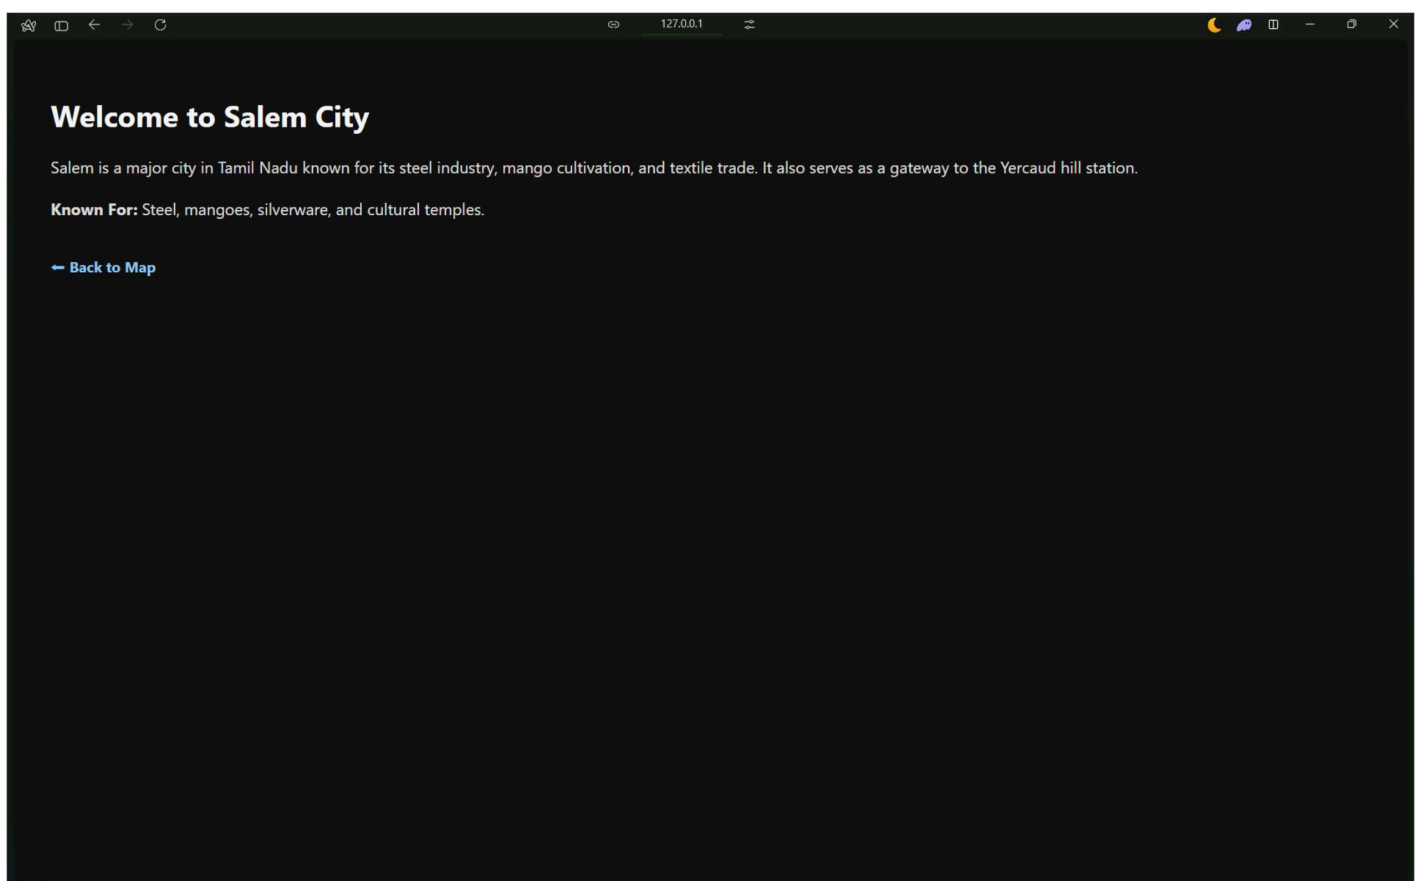 127.0.0.1
Welcome to Salem City
Salem is a major city in Tamil Nadu known for its steel industry, mango cultivation, and textile trade. It also serves as a gateway to the Yercaud hill station.
Known For: Steel, mangoes, silverware, and cultural temples.
← Back to Map